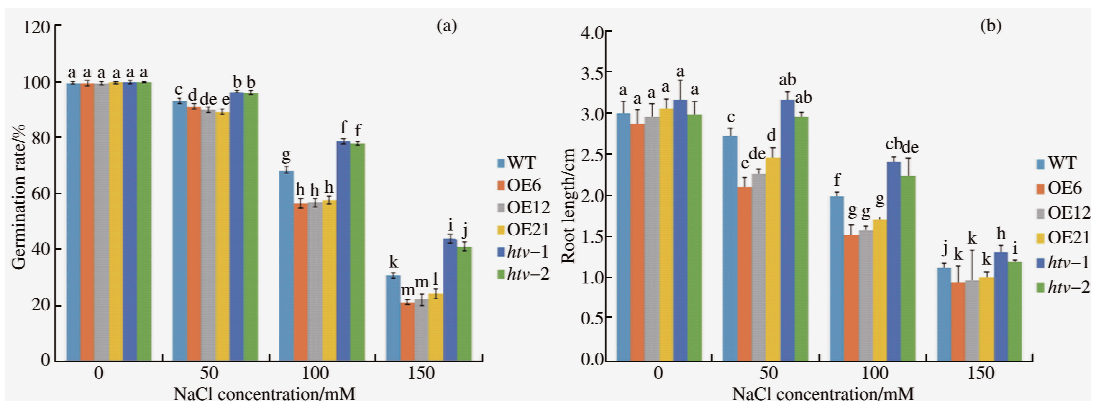 (a)
120
100
80
60
40
20
0
Germination rate/%
a a a a a a
c d de e b b
g h h h f f
k m m l i j
0 50 100 150
NaCl concentration/mM
WT
OE6
OE12
OE21
htv-1
htv-2
(b)
4.0
3.5
3.0
2.5
2.0
1.5
1.0
0.5
0.0
Root length/cm
a a a a a a
c c de d ab ab
f g g g ch de
j k k k h i
0 50 100 150
NaCl concentration/mM
WT
OE6
OE12
OE21
htv-1
htv-2